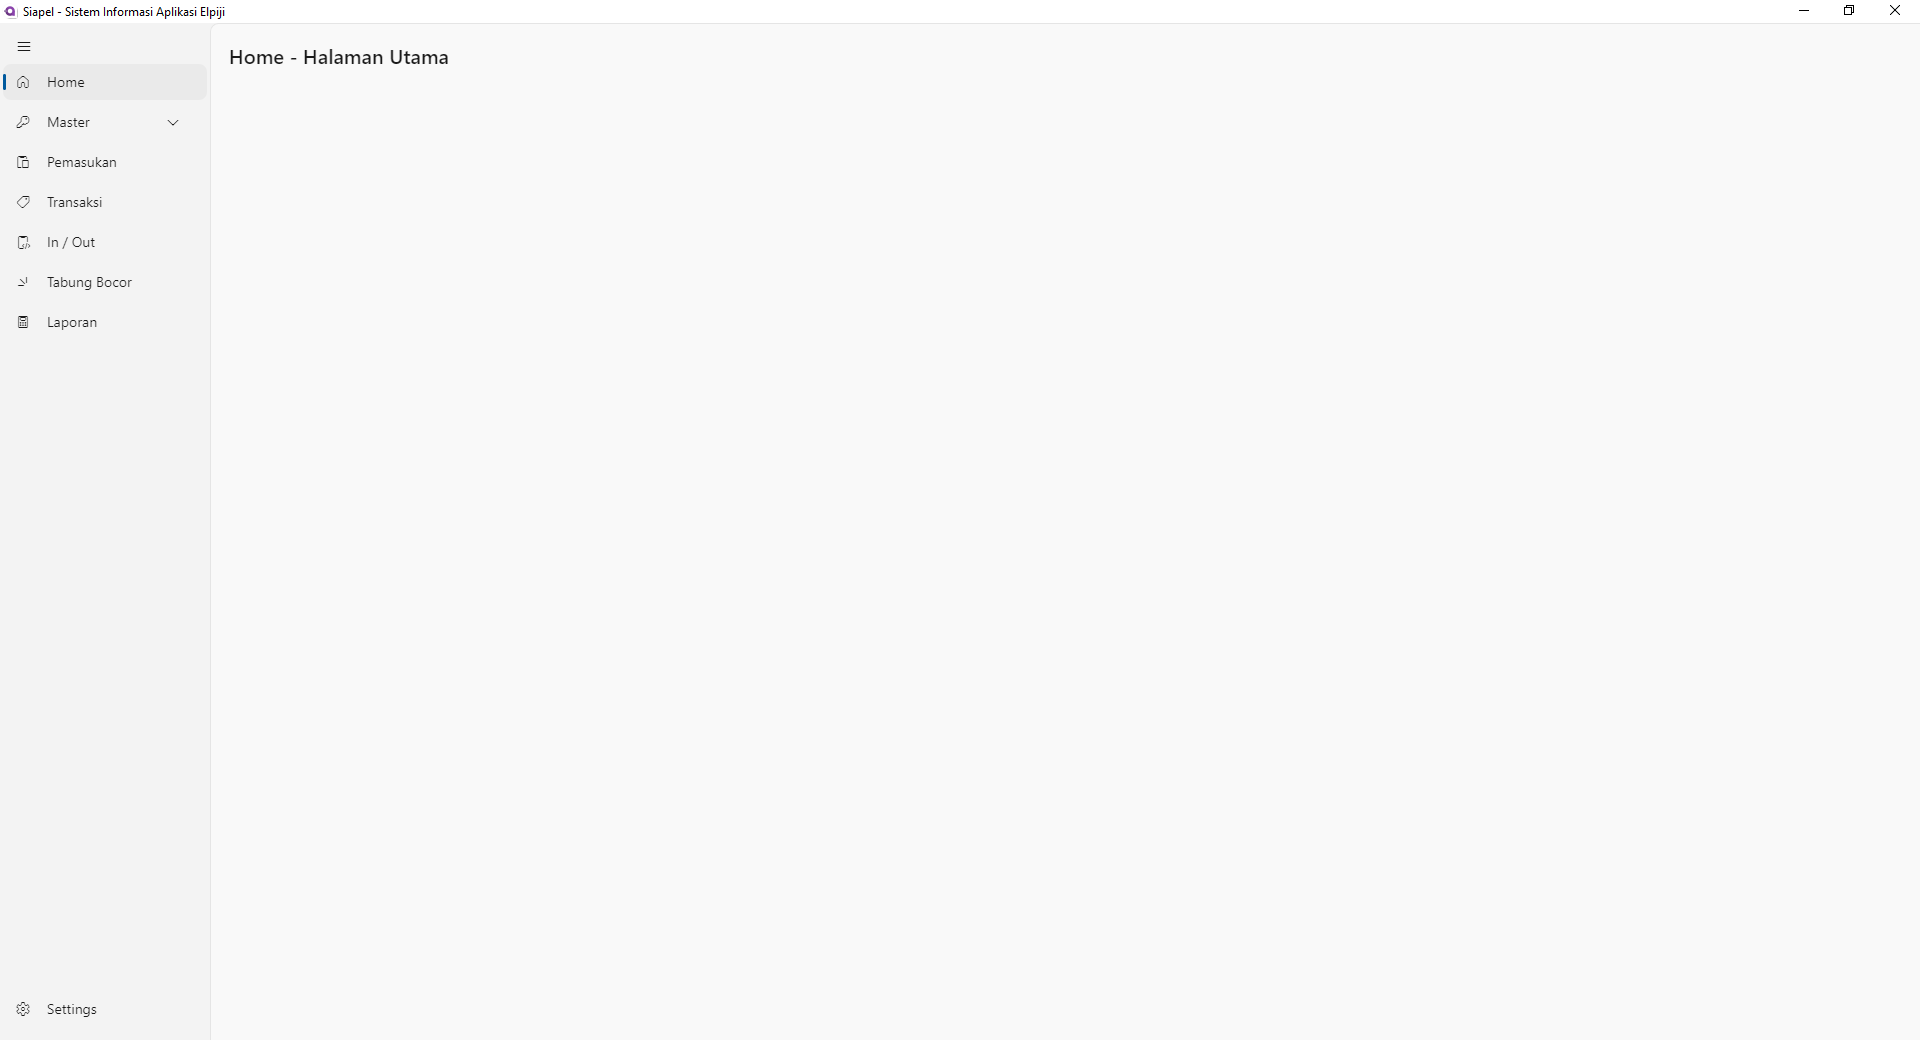 Siapel - Sistem Informasi Aplikasi Elpiji
Home - Halaman Utama
Home
Master
Pemasukan
Transaksi
In / Out
Tabung Bocor
Laporan
Settings